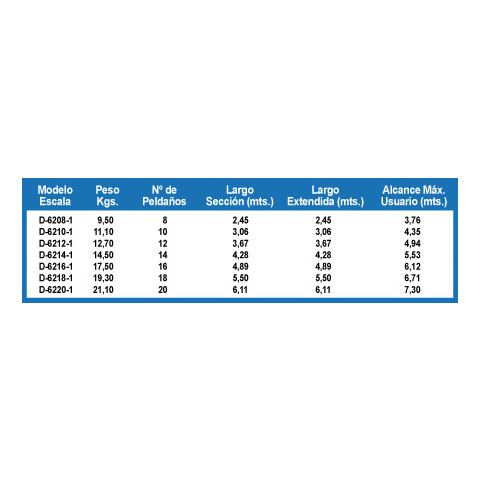 Modelo Escala Peso Kgs. Nº de Peldaños Largo Sección (mts.) Largo Extendida (mts.) Alcance Máx. Usuario (mts.)
D-6208-1 9,50 8 2,45 2,45 3,76
D-6210-1 11,10 10 3,06 3,06 4,35
D-6212-1 12,70 12 3,67 3,67 4,94
D-6214-1 14,50 14 4,28 4,28 5,53
D-6216-1 17,50 16 4,89 4,89 6,12
D-6218-1 19,30 18 5,50 5,50 6,71
D-6220-1 21,10 20 6,11 6,11 7,30